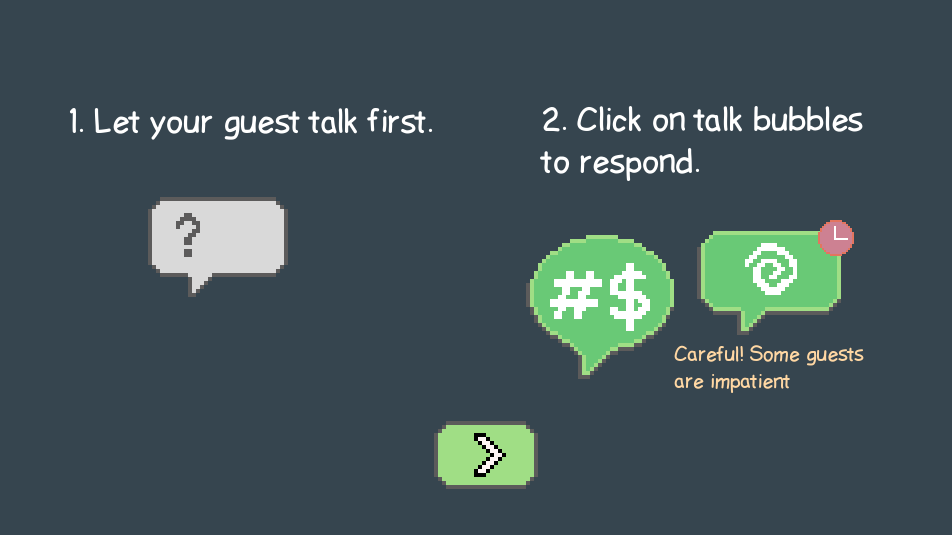 1. Let your guest talk first.
2. Click on talk bubbles
to respond.
?
#$
Careful! Some guests
are impatient